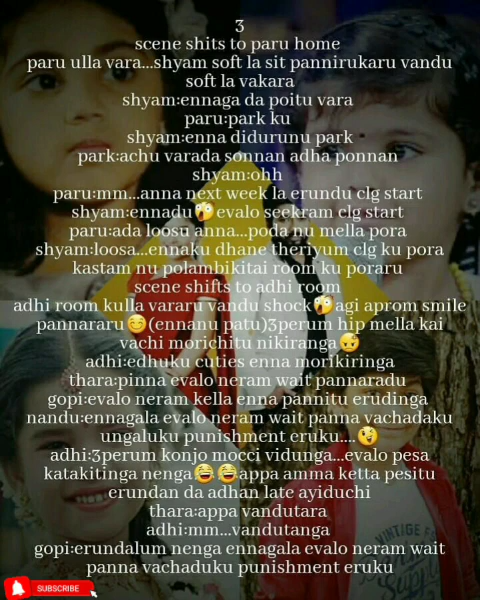 3
scene shits to paru home
paru ulla vara...shyam soft la sit pannirukaru vandu
soft la vakara
shyam:ennaga da poitu vara
paru:park ku
shyam:enna didurunu park
park:achu varada sonnan adha ponnan
shyam:ohh
paru:mm...anna next week la erundu clg start
shyam:ennadu😲evalo seekram clg start
paru:ada loosu anna...poda nu mella pora
shyam:loosa...ennaku dhane theriyum clg ku pora
kastam nu polambikitai room ku poraru
scene shifts to adhi room
adhi room kulla vararu vandu shock😲agi aprom smile
pannararu😊(ennanu patu)3perum hip mella kai
vachi morichitu nikiranga😏
adhi:edhuku cuties enna morikiringa
thara:pinna evalo neram wait pannaradu
gopi:evalo neram kella enna pannitu erudinga
nandu:ennagala evalo neram wait panna vachadaku
ungaluku punishment eruku....😉
adhi:3perum konjo mocci vidunga...evalo pesa
katakitinga nenga😂😂appa amma ketta pesitu
erundan da adhan late ayiduchi
thara:appa vandutara
adhi:mm...vandutanga
gopi:erundalum nenga ennagala evalo neram wait
panna vachaduku punishment eruku
SUBSCRIBE